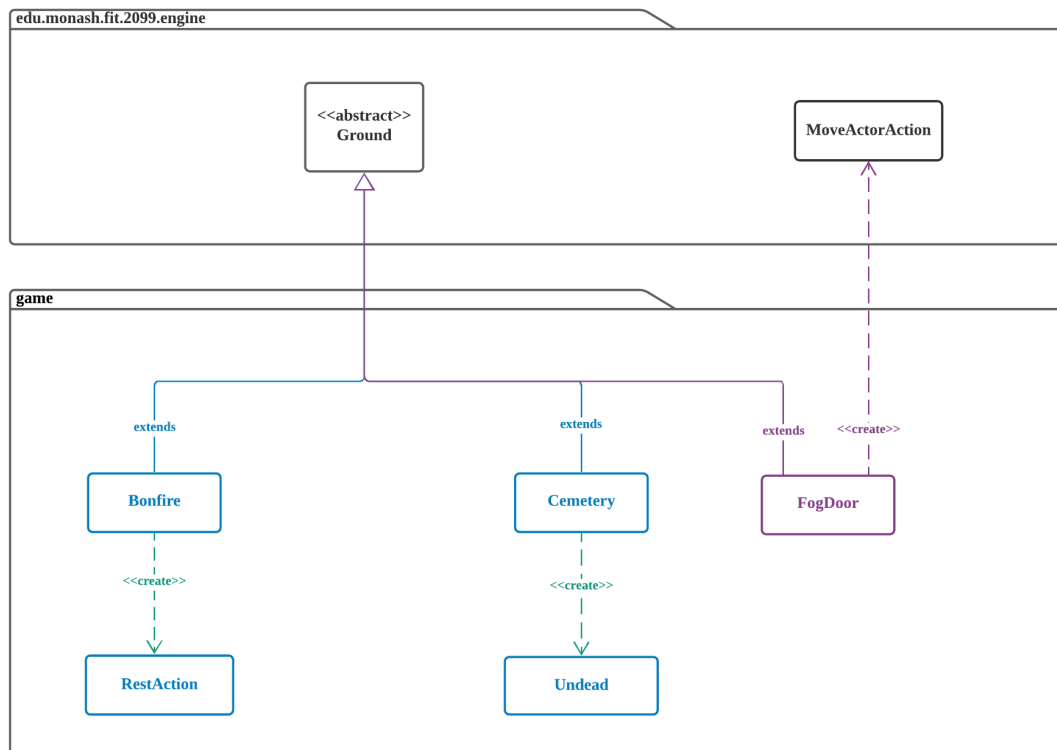 edu.monash.fit.2099.engine
<<abstract>>
Ground
MoveActorAction
game
extends
extends
extends
<<create>>
Bonfire
Cemetery
FogDoor
<<create>>
<<create>>
RestAction
Undead